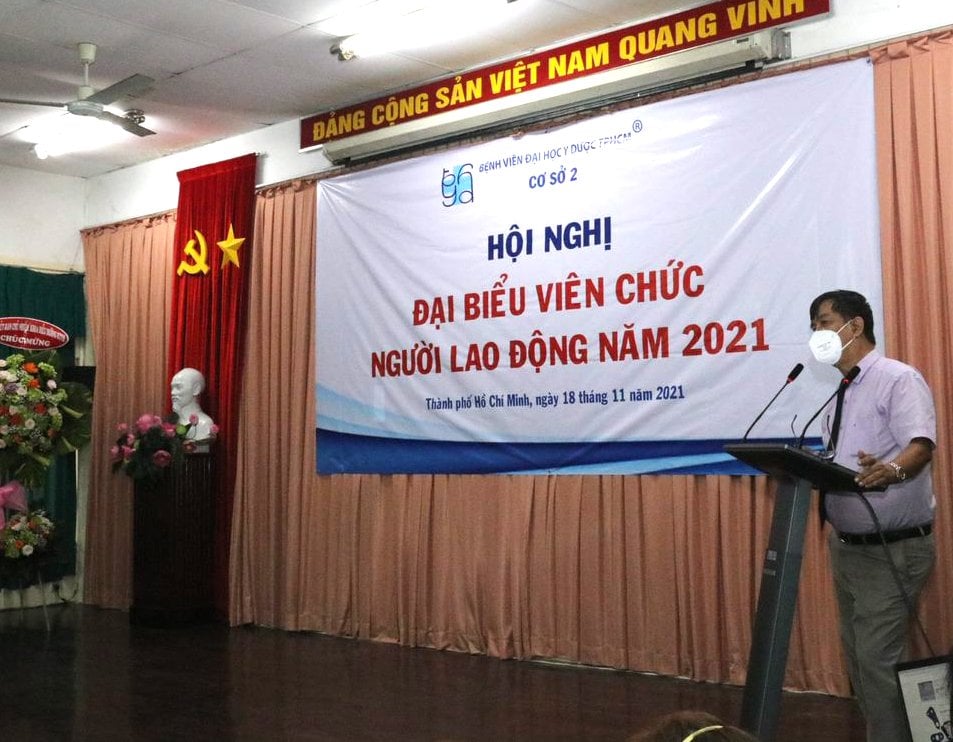 ĐẢNG CỘNG SẢN VIỆT NAM QUANG VINH
BỆNH VIỆN ĐẠI HỌC Y DƯỢC TPHCM ®
CƠ SỞ 2
HỘI NGHỊ
ĐẠI BIỂU VIÊN CHỨC
NGƯỜI LAO ĐỘNG NĂM 2021
Thành phố Hồ Chí Minh, ngày 18 tháng 11 năm 2021
CHÚC MỪNG